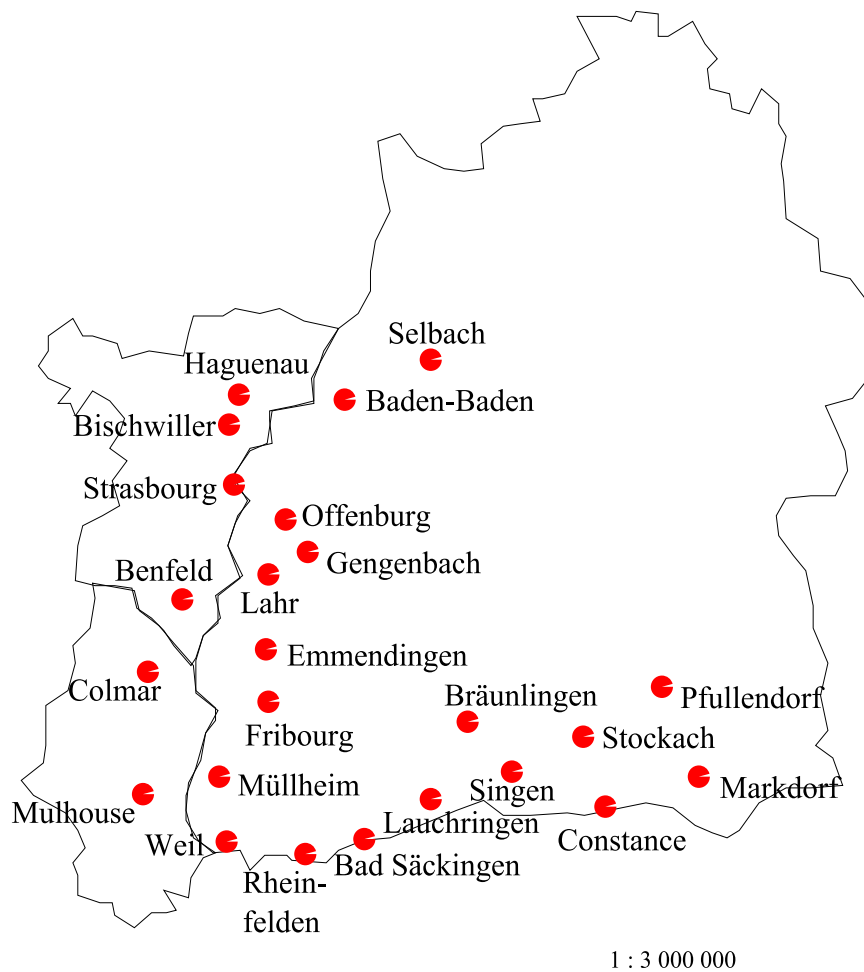 Selbach
Haguenau
Baden-Baden
Bischwiller
Strasbourg
Offenburg
Gengenbach
Benfeld
Lahr
Emmendingen
Colmar
Pfullendorf
Bräunlingen
Fribourg
Stockach
Müllheim
Singen
Markdorf
Mulhouse
Lauchringen
Constance
Weil
Bad Säckingen
Rhein-
felden
1 : 3 000 000